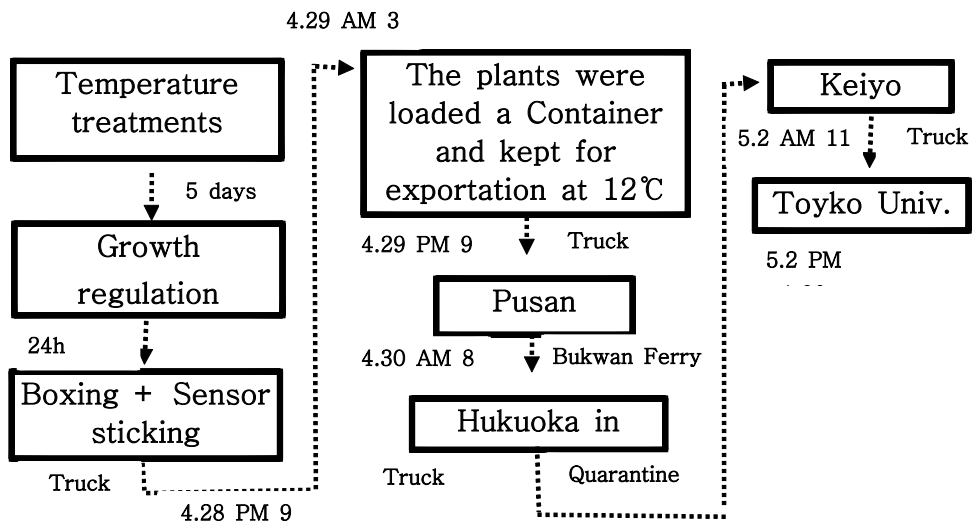 Temperature
treatments
5 days
Growth
regulation
24h
Boxing + Sensor
sticking
Truck
4.28 PM 9
4.29 AM 3
The plants were
loaded a Container
and kept for
exportation at 12℃
4.29 PM 9
Truck
Pusan
4.30 AM 8
Bukwan Ferry
Hukuoka in
Truck
Quarantine
Keiyo
5.2 AM 11
Truck
Toyko Univ.
5.2 PM